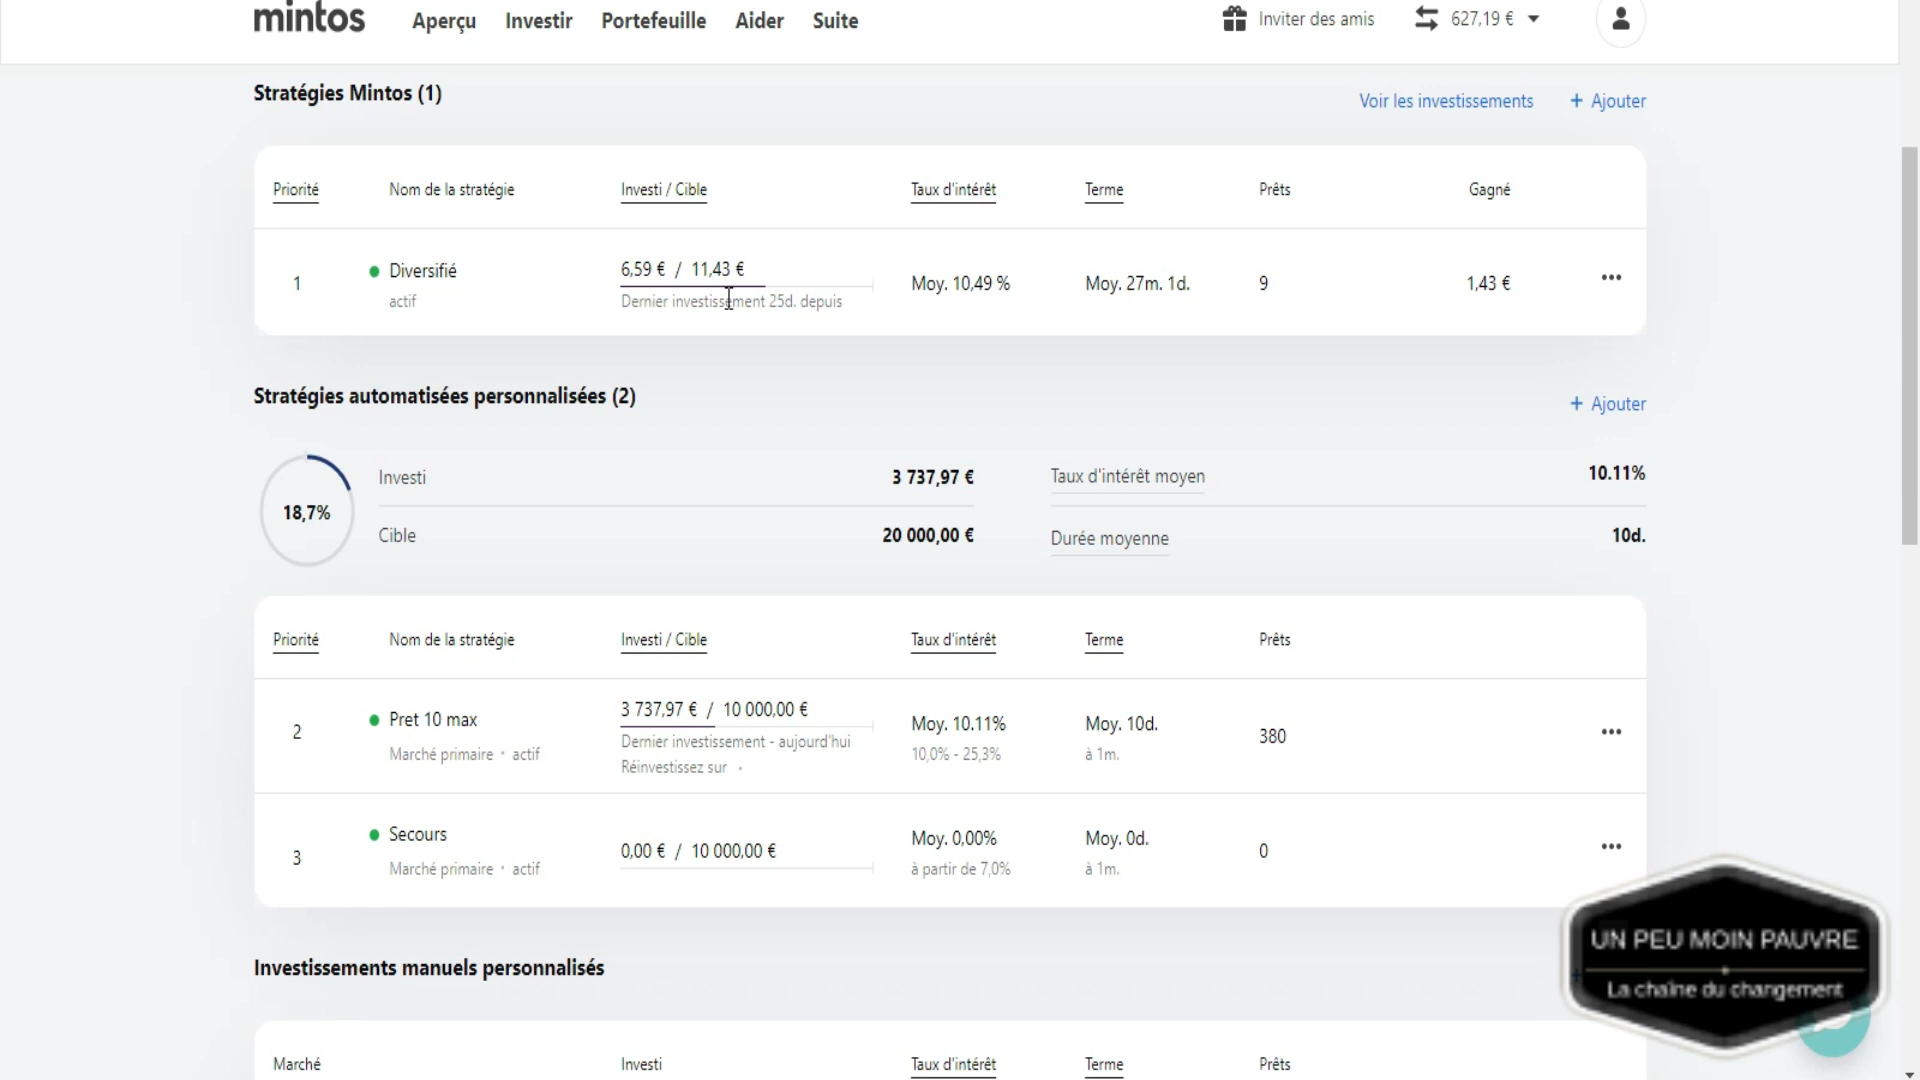 mintos
Aperçu Investir Portefeuille Aider Suite
Inviter des amis
627,19 €
Stratégies Mintos (1)
Voir les investissements
+ Ajouter
Priorité Nom de la stratégie Investi / Cible Taux d'intérêt Terme Prêts Gagné
1 Diversifié 6,59 € / 11,43 € Moy. 10,49 % Moy. 27m. 1d. 9 1,43 €
actif Dernier investissement 25d. depuis
Stratégies automatisées personnalisées (2)
+ Ajouter
18,7%
Investi 3 737,97 € Taux d'intérêt moyen 10.11%
Cible 20 000,00 € Durée moyenne 10d.
Priorité Nom de la stratégie Investi / Cible Taux d'intérêt Terme Prêts
2 Pret 10 max 3 737,97 € / 10 000,00 € Moy. 10.11% Moy. 10d. 380
Marché primaire • actif Dernier investissement - aujourd'hui 10,0% - 25,3% à 1m.
Réinvestissez sur •
3 Secours 0,00 € / 10 000,00 € Moy. 0,00% Moy. 0d. 0
Marché primaire • actif à partir de 7,0% à 1m.
Investissements manuels personnalisés
UN PEU MOIN PAUVRE
La chaîne du changement
Marché Investi Taux d'intérêt Terme Prêts